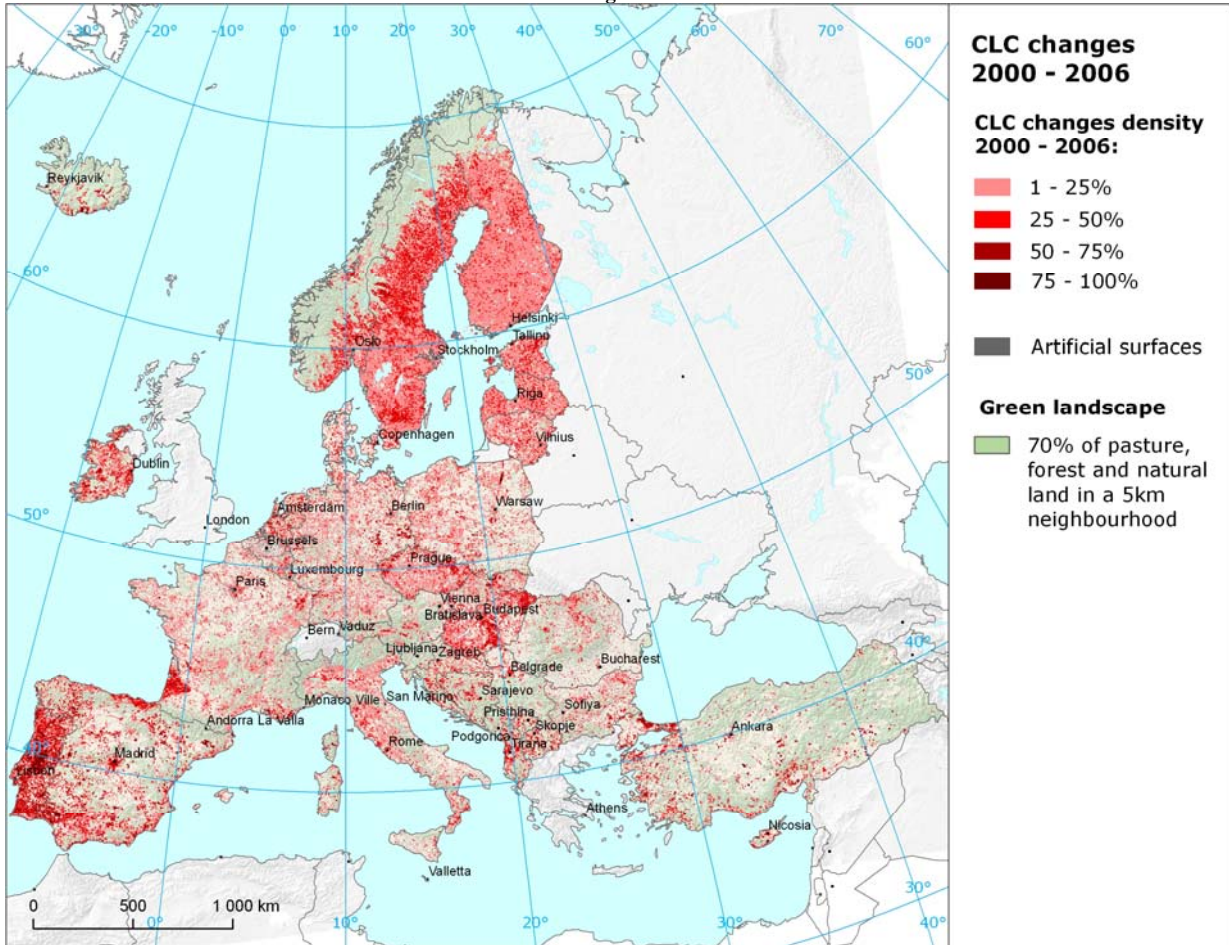 -30°
-20°
-10°
0°
10°
20°
30°
40°
50°
60°
70°
60°
Reykjavik
60°
50°
Helsinki
Tallinn
Oslo
Stockholm
Riga
Copenhagen
Vilnius
Dublin
London
Amsterdam
Berlin
Warsaw
50°
Brussels
Prague
Luxembourg
Paris
Vienna
Bratislava
Budapest
Bern
Vaduz
40°
Ljubljana
Zagreb
Belgrade
Bucharest
Monaco Ville
San Marino
Sarajevo
Sofiya
Andorra La Valla
Pristhina
Skopje
Ankara
Podgorica
Tirana
40°
Madrid
Rome
Lisbon
Athens
Nicosia
Valletta
30°
0
500
1 000 km
0°
10°
20°
30°
40°
CLC changes
2000 - 2006
CLC changes density
2000 - 2006:
1 - 25%
25 - 50%
50 - 75%
75 - 100%
Artificial surfaces
Green landscape
70% of pasture,
forest and natural
land in a 5km
neighbourhood